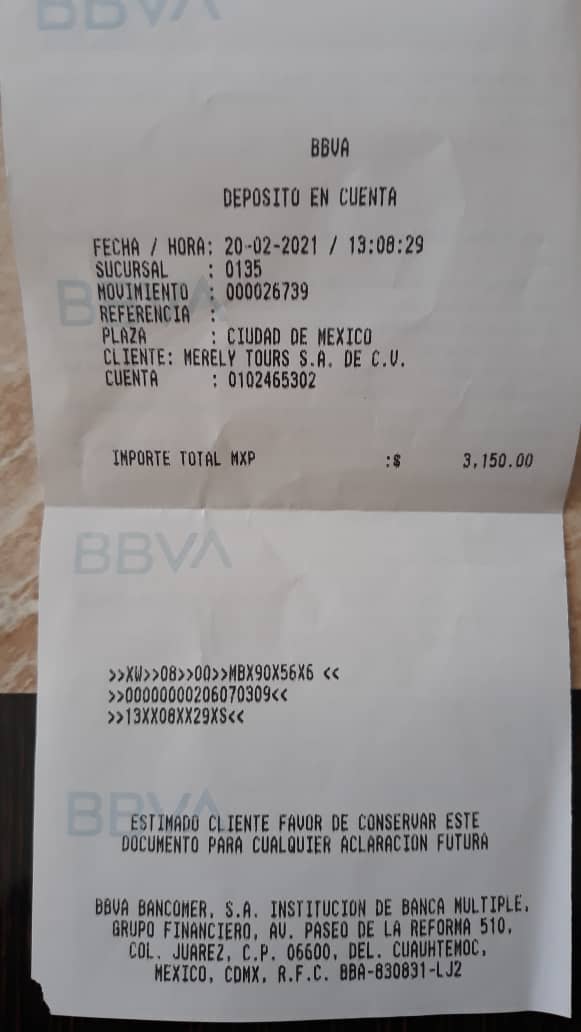 BBVA
BBVA
DEPOSITO EN CUENTA
FECHA / HORA: 20-02-2021 / 13:08:29
SUCURSAL : 0135
MOVIMIENTO : 000026739
REFERENCIA :
PLAZA : CIUDAD DE MEXICO
CLIENTE: MERELY TOURS S.A. DE C.V.
CUENTA : 0102465302
IMPORTE TOTAL MXP :$ 3,150.00
BBVA
>>XW>>08>>00>>MBX90X56X6 <<
>>00000000206070309<<
>>13XX08XX29XS<<
BBVA
ESTIMADO CLIENTE FAVOR DE CONSERVAR ESTE
DOCUMENTO PARA CUALQUIER ACLARACION FUTURA
BBVA BANCOMER, S.A. INSTITUCION DE BANCA MULTIPLE,
GRUPO FINANCIERO, AV. PASEO DE LA REFORMA 510,
COL. JUAREZ, C.P. 06600, DEL. CUAUHTEMOC,
MEXICO, CDMX, R.F.C. BBA-830831-LJ2